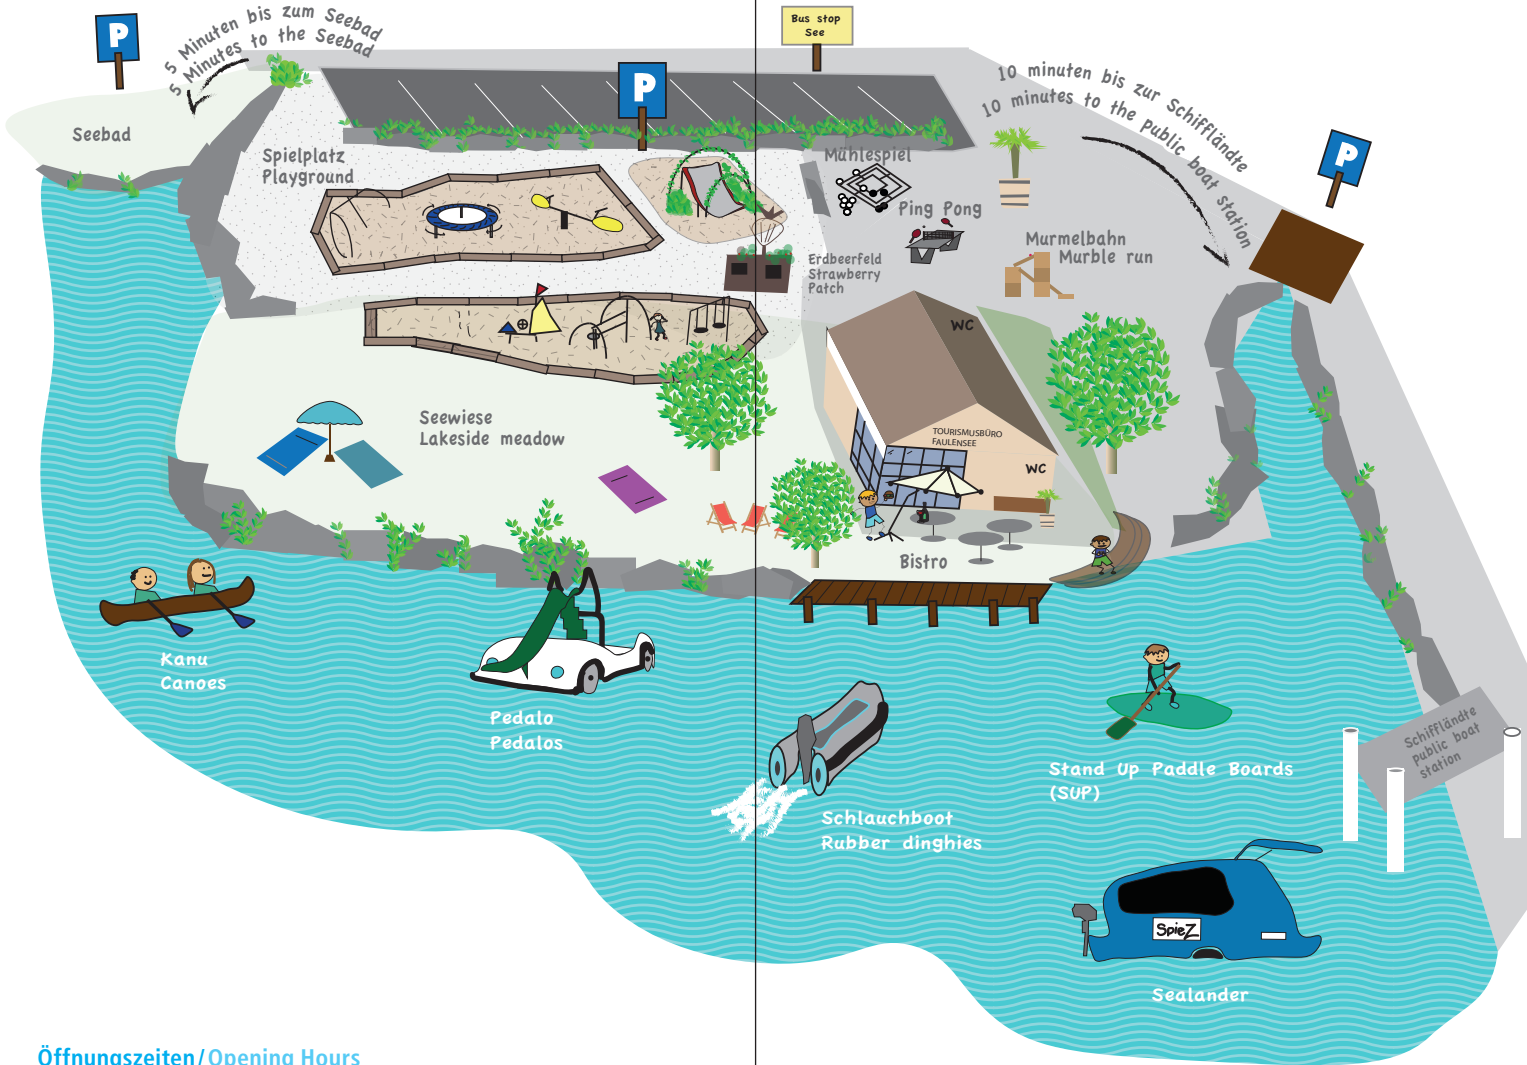 P
5 Minuten bis zum Seebad
5 Minutes to the Seebad
Bus stop
See
P
10 minuten bis zur Schiffländte
10 minutes to the public boat station
P
Seebad
Spielplatz
Playground
Mühlespiel
Ping Pong
Murmelbahn
Murble run
Erdbeerfeld
Strawberry
Patch
WC
Seewiese
Lakeside meadow
TOURISMUSBÜRO
FAULENSEE
WC
Bistro
Kanu
Canoes
Pedalo
Pedalos
Schiffländte
public boat
station
Stand Up Paddle Boards
(SUP)
Schlauchboot
Rubber dinghies
SpieZ
Sealander
Öffnungszeiten/Opening Hours